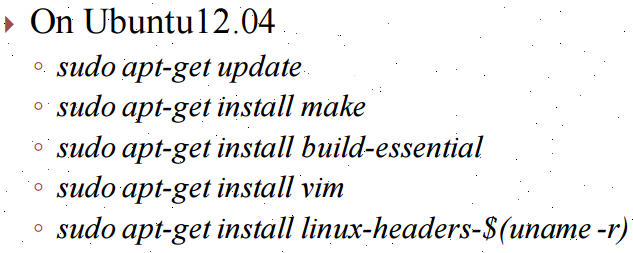 On Ubuntu12.04
sudo apt-get update
sudo apt-get install make
sudo apt-get install build-essential
sudo apt-get install vim
sudo apt-get install linux-headers-$(uname -r)